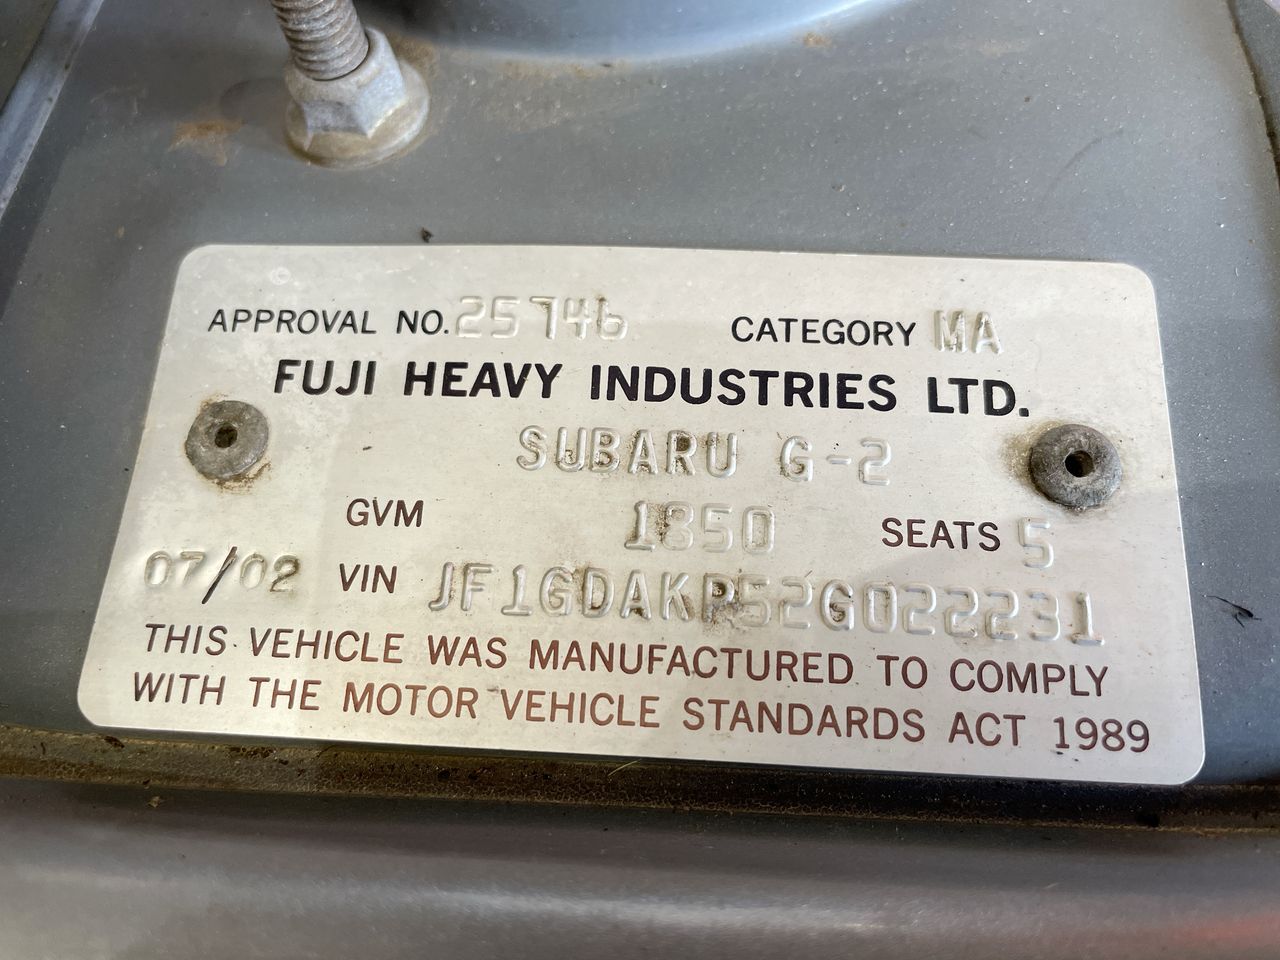 APPROVAL NO. 25746 CATEGORY MA
FUJI HEAVY INDUSTRIES LTD.
SUBARU G-2
GVM 1850 SEATS 5
07/02 VIN JF1GDAKP52G022231
THIS VEHICLE WAS MANUFACTURED TO COMPLY
WITH THE MOTOR VEHICLE STANDARDS ACT 1989